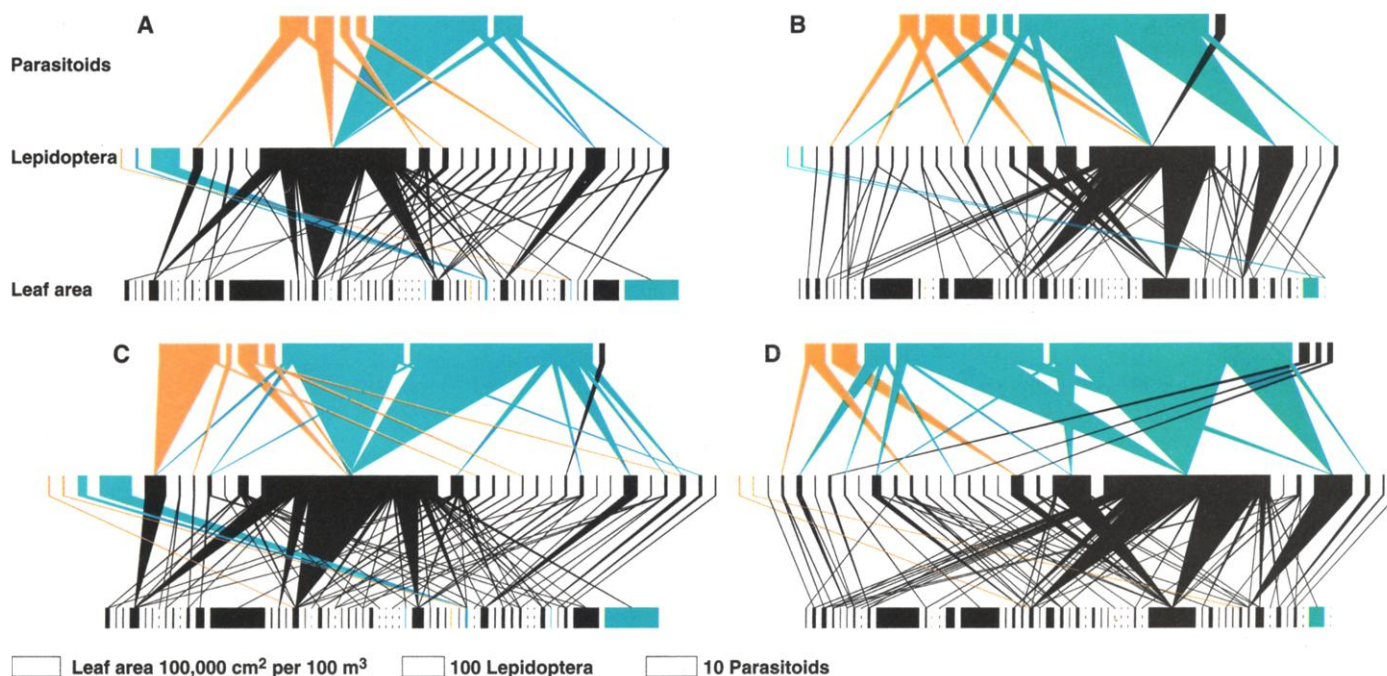 A
B
Parasitoids
Lepidoptera
Leaf area
C
D
Leaf area 100,000 cm² per 100 m³ 100 Lepidoptera 10 Parasitoids